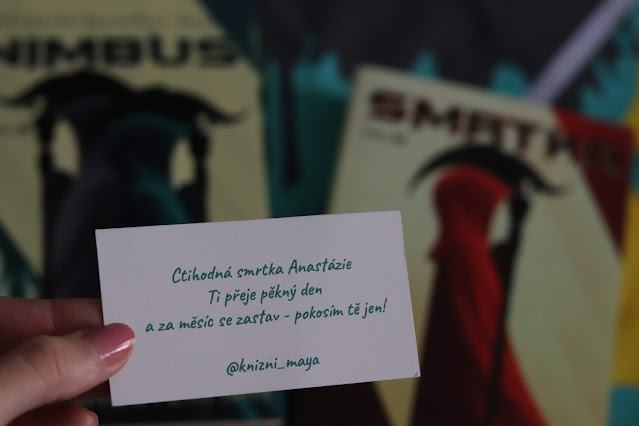 NIMBUS
SMRTKA
Ctihodná smrtka Anastázie
Ti přeje pěkný den
a za měsíc se zastav - pokosím tě jen!
@knizni_maya